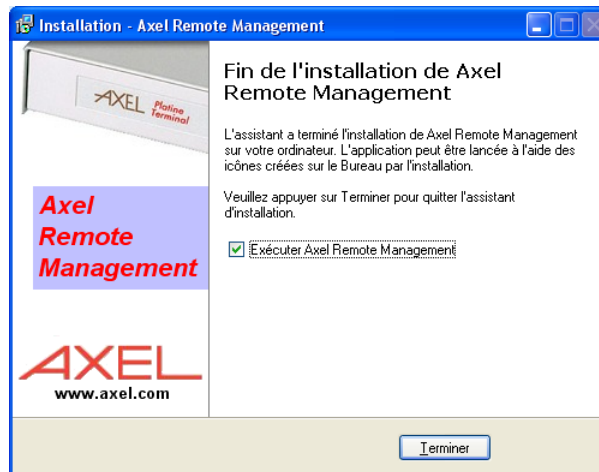 Installation - Axel Remote Management
AXEL Platine
Terminal
Axel
Remote
Management
AXEL
www.axel.com
Fin de l'installation de Axel
Remote Management
L'assistant a terminé l'installation de Axel Remote Management
sur votre ordinateur. L'application peut être lancée à l'aide des
icônes créées sur le Bureau par l'installation.
Veuillez appuyer sur Terminer pour quitter l'assistant
d'installation.
Exécuter Axel Remote Management
Terminer